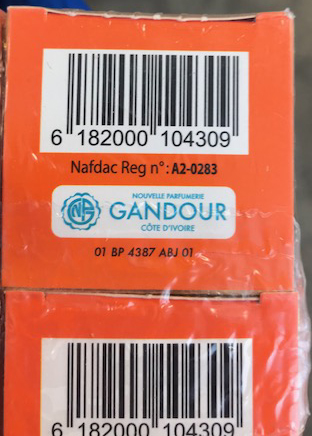 6 182000 104309
Nafdac Reg n°: A2-0283
NOUVELLE PARFUMERIE
GANDOUR
CÔTE D'IVOIRE
01 BP 4387 ABJ 01
6 182000 104309